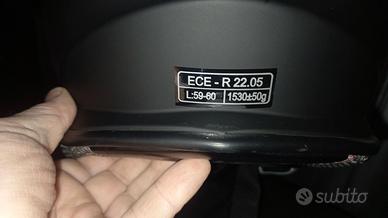 ECE - R 22.05
L:59-60 1530±50g
subito